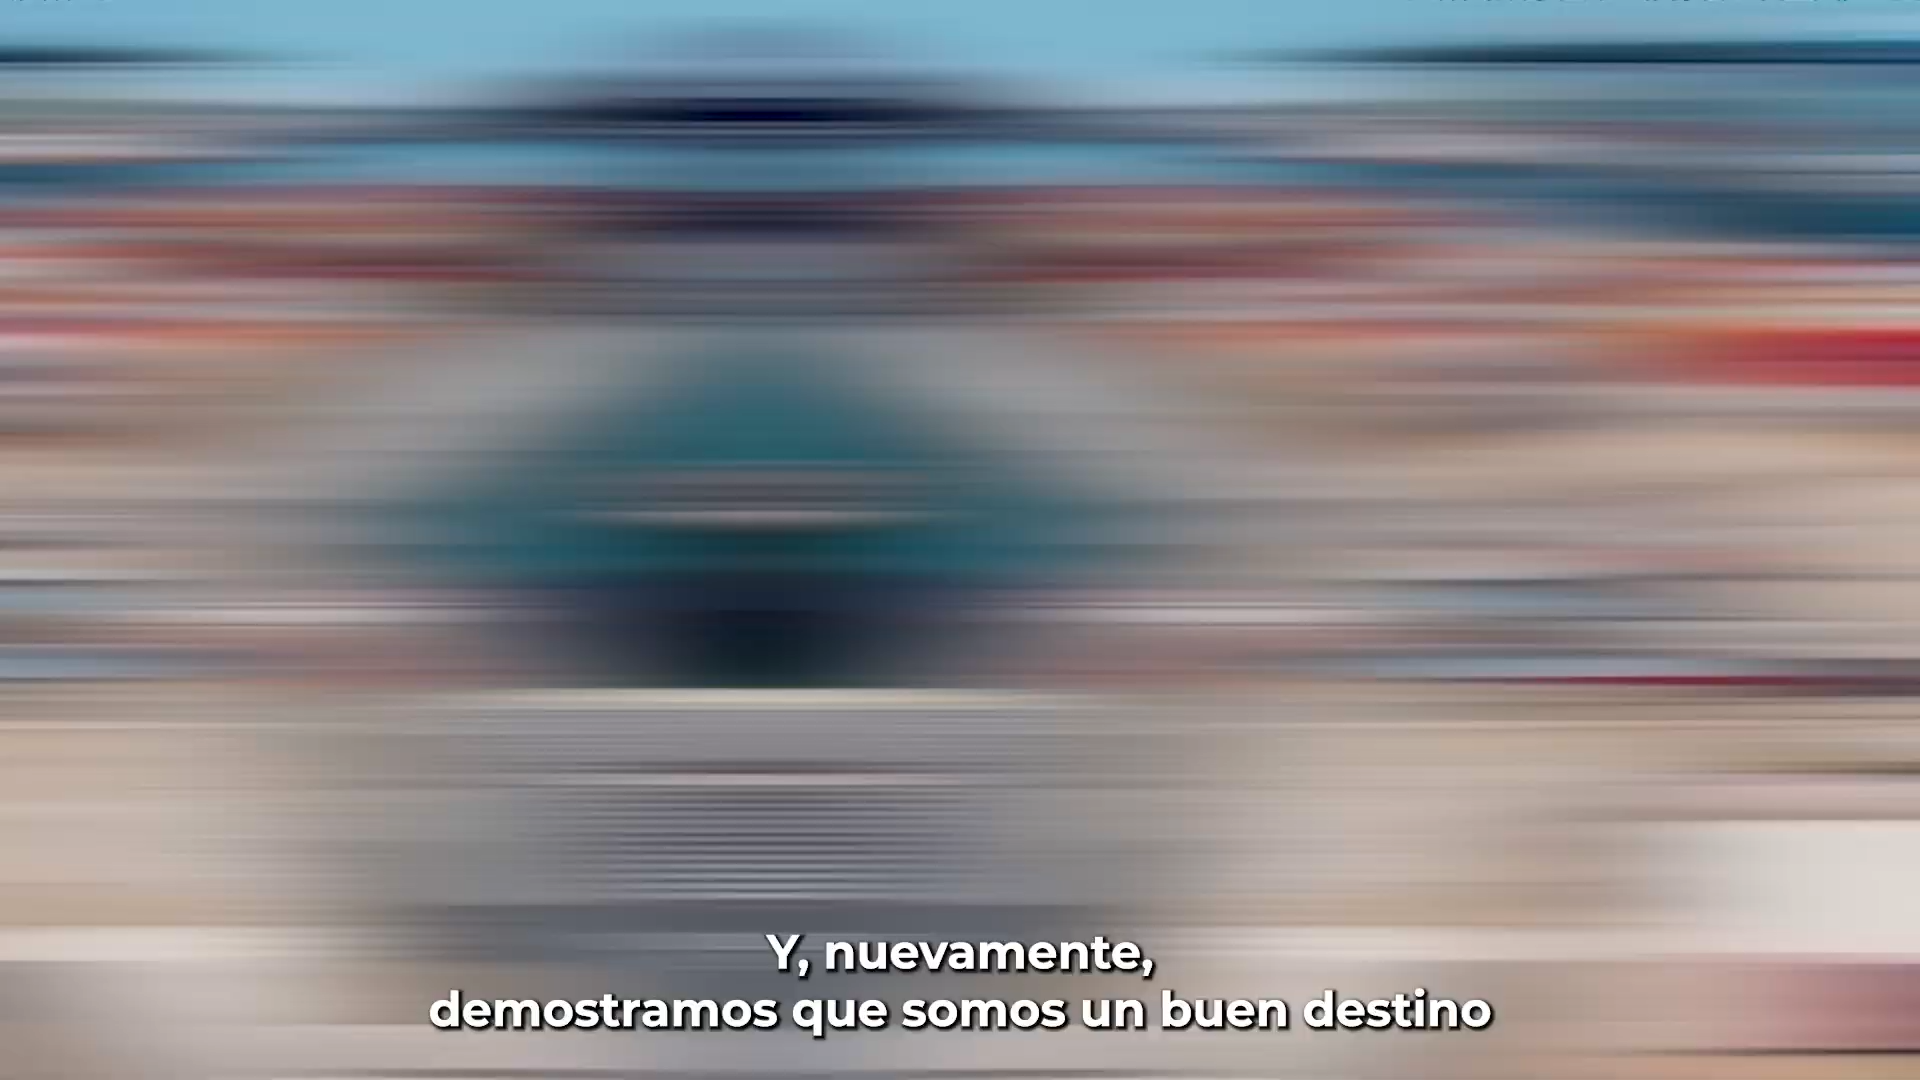 Y, nuevamente,
demostramos que somos un buen destino